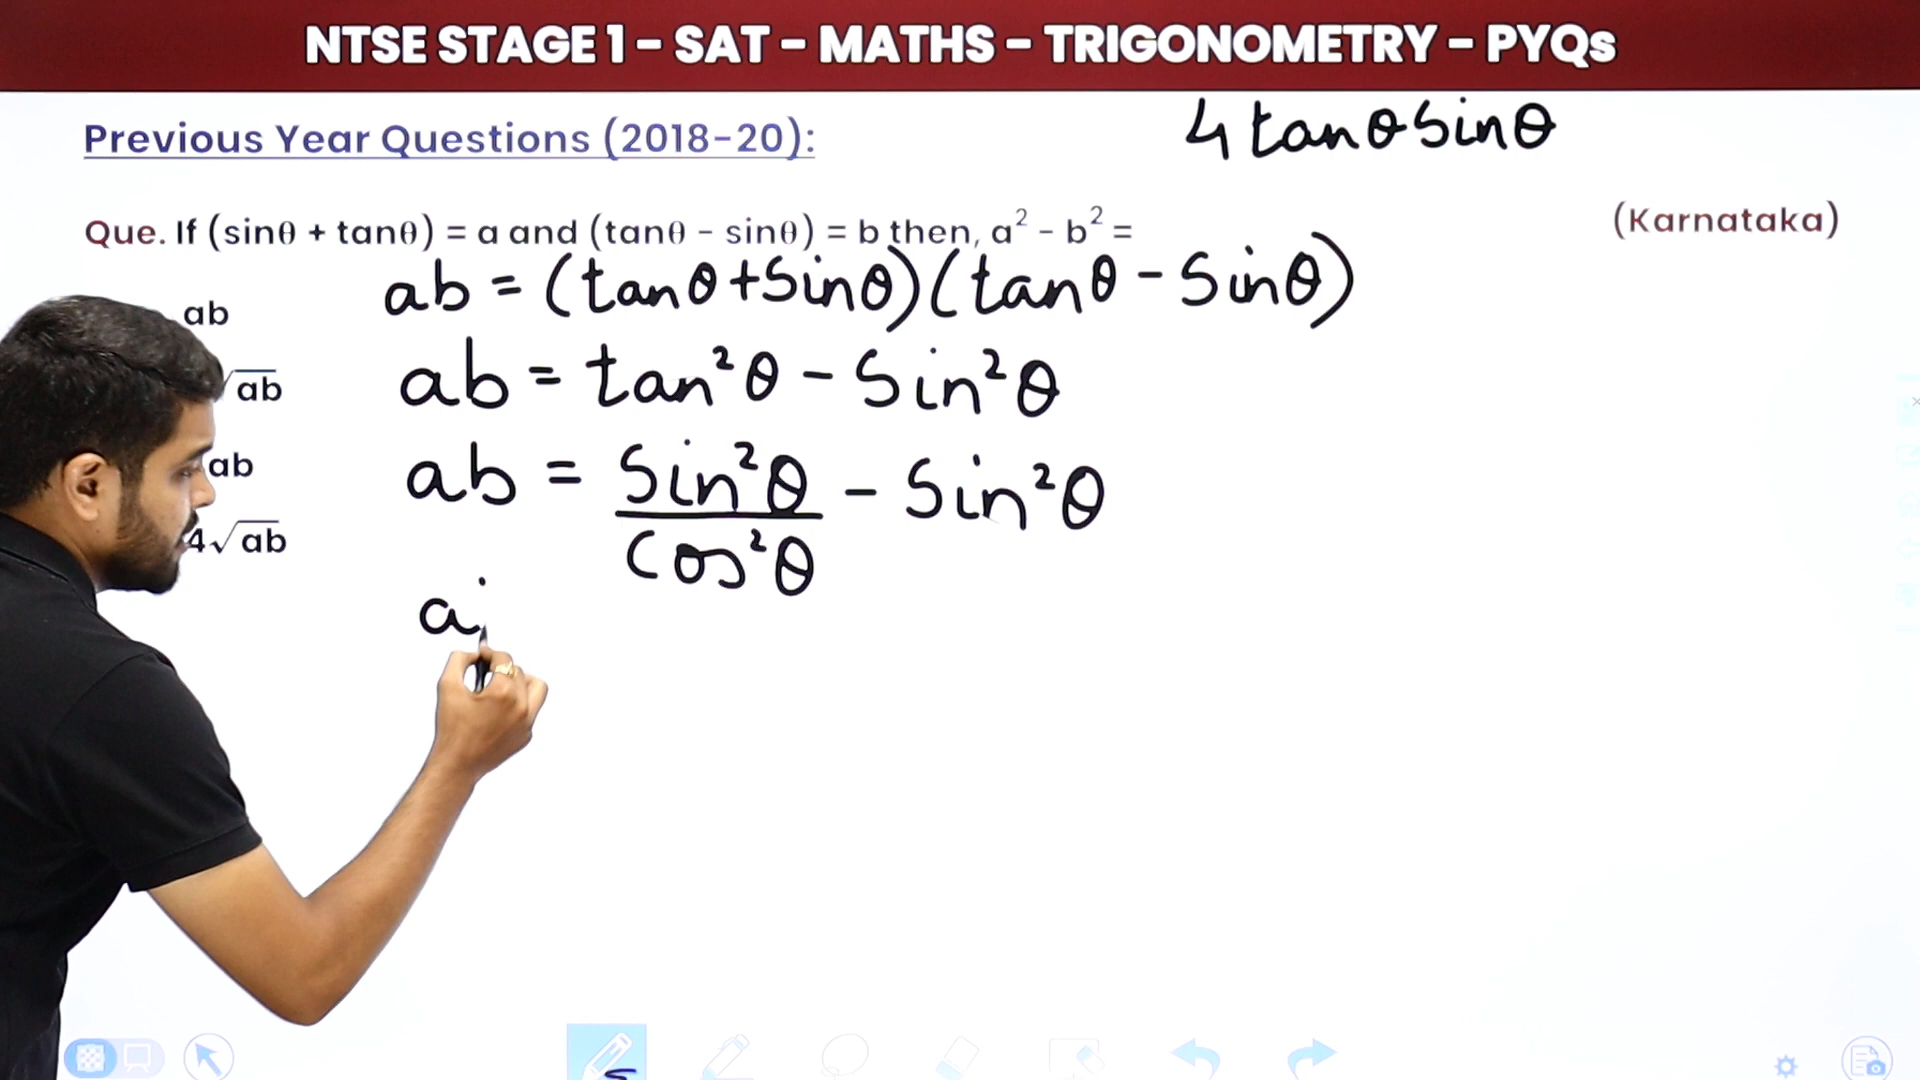 NTSE STAGE 1 – SAT – MATHS – TRIGONOMETRY – PYQs
4 tanθ Sinθ
Previous Year Questions (2018-20):
Que. If (sinθ + tanθ) = a and (tanθ - sinθ) = b then, a² - b² =
(Karnataka)
ab = (tanθ + Sinθ)(tanθ - Sinθ)
ab
ab = tan²θ - Sin²θ
√ab
ab = Sin²θ/Cos²θ - Sin²θ
ab
4√ab
a